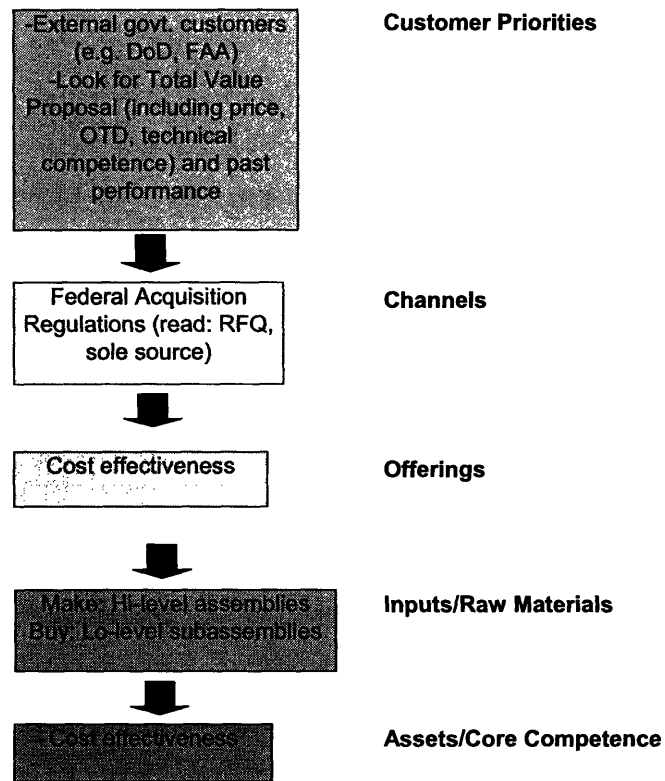 -External govt. customers
(e.g. DoD, FAA)
-Look for Total Value
Proposal (including price,
OTD, technical
competence) and past
performance
Customer Priorities
Federal Acquisition
Regulations (read: RFQ,
sole source)
Channels
Cost effectiveness
Offerings
Make: Hi-level assemblies
Buy: Lo-level subassemblies
Inputs/Raw Materials
Cost effectiveness
Assets/Core Competence